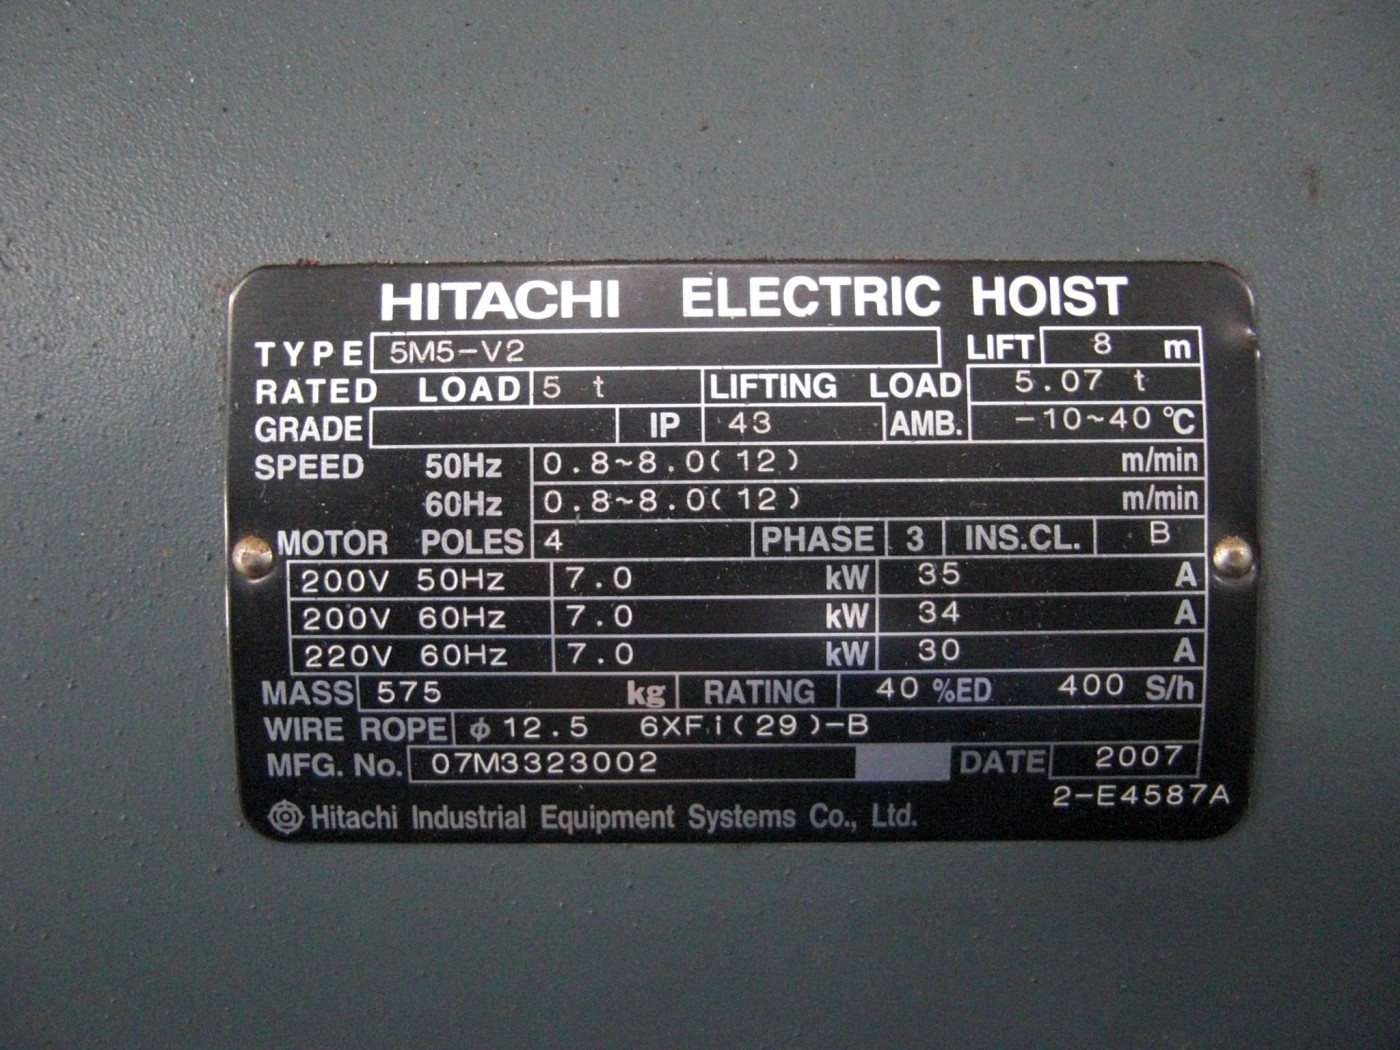 HITACHI ELECTRIC HOIST
TYPE 5M5-V2 LIFT 8 m
RATED LOAD 5 t LIFTING LOAD 5.07 t
GRADE IP 43 AMB. -10~40 ℃
SPEED 50Hz 0.8~8.0(12) m/min
60Hz 0.8~8.0(12) m/min
MOTOR POLES 4 PHASE 3 INS.CL. B
200V 50Hz 7.0 kW 35 A
200V 60Hz 7.0 kW 34 A
220V 60Hz 7.0 kW 30 A
MASS 575 kg RATING 40 %ED 400 S/h
WIRE ROPE φ12.5 6XFi(29)-B
MFG. No. 07M3323002 DATE 2007
2-E4587A
Hitachi Industrial Equipment Systems Co., Ltd.